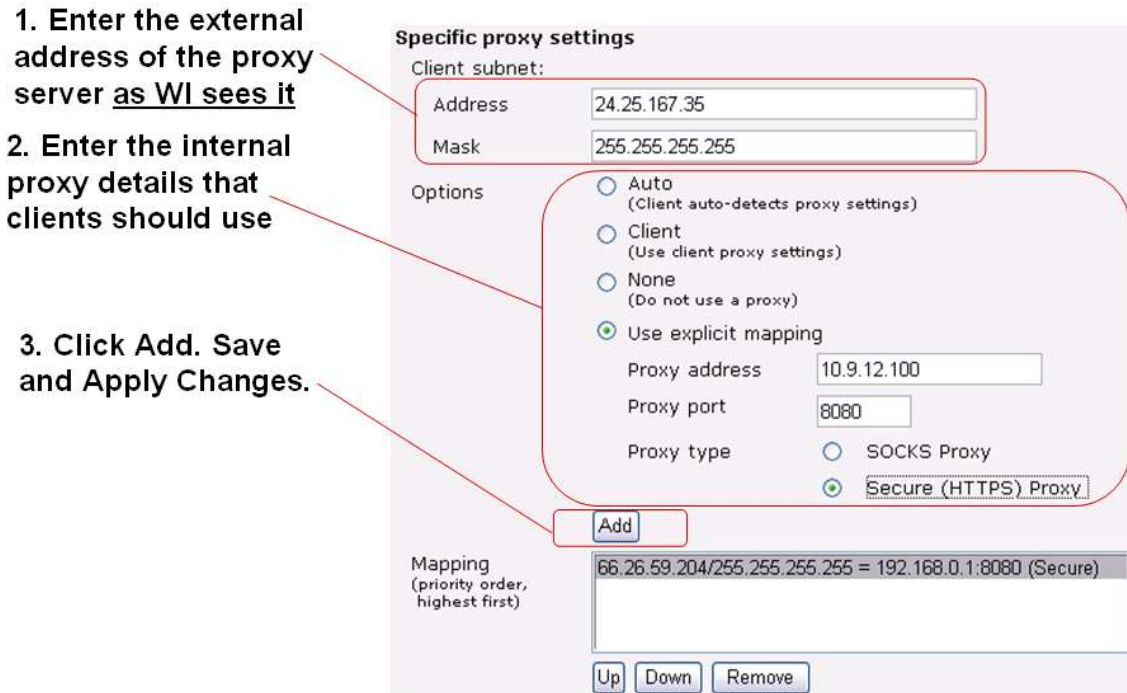 1. Enter the external
address of the proxy
server as WI sees it
2. Enter the internal
proxy details that
clients should use
3. Click Add. Save
and Apply Changes.
Specific proxy settings
Client subnet:
Address 24.25.167.35
Mask 255.255.255.255
Options
Auto
(Client auto-detects proxy settings)
Client
(Use client proxy settings)
None
(Do not use a proxy)
Use explicit mapping
Proxy address 10.9.12.100
Proxy port 8080
Proxy type SOCKS Proxy
Secure (HTTPS) Proxy
Add
Mapping
(priority order,
highest first)
66.26.59.204/255.255.255.255 = 192.168.0.1:8080 (Secure)
Up Down Remove